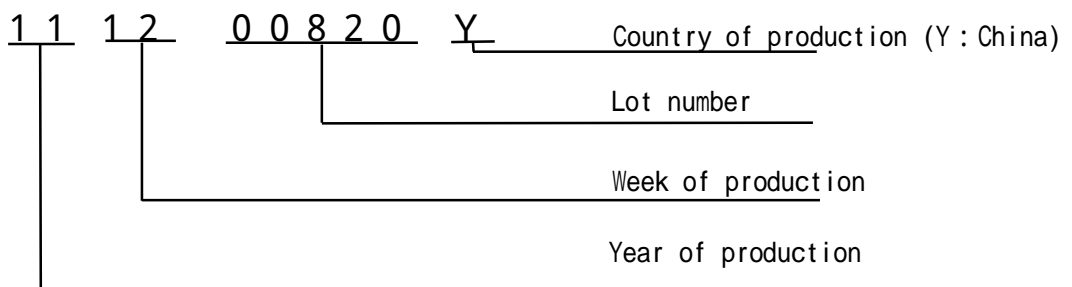 11 12 00820 Y Country of production (Y：China)
Lot number
Week of production
Year of production